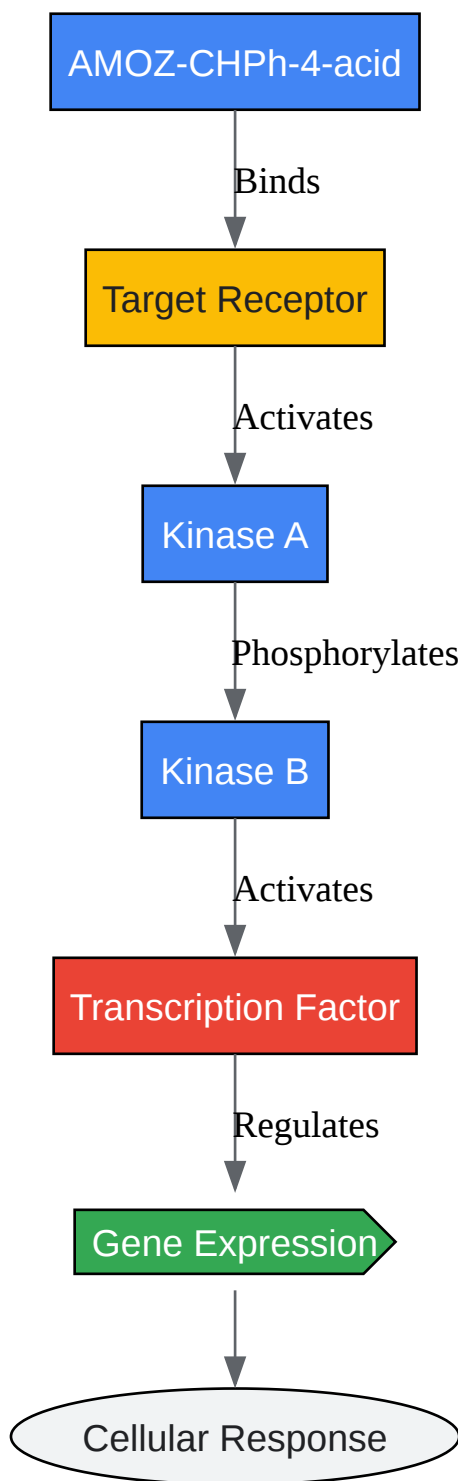 AMOZ-CHPh-4-acid
Binds
Target Receptor
Activates
Kinase A
Phosphorylates
Kinase B
Activates
Transcription Factor
Regulates
Gene Expression
Cellular Response